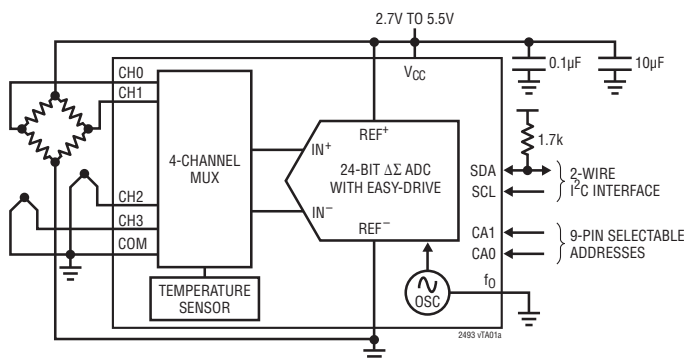 2.7V TO 5.5V
0.1µF
10µF
CH0
CH1
VCC
1.7k
4-CHANNEL
MUX
REF+
IN+
24-BIT ΔΣ ADC
WITH EASY-DRIVE
IN−
REF−
SDA
SCL
2-WIRE
I2C INTERFACE
CH2
CH3
COM
CA1
CA0
9-PIN SELECTABLE
ADDRESSES
fO
TEMPERATURE
SENSOR
OSC
2493 vTA01a